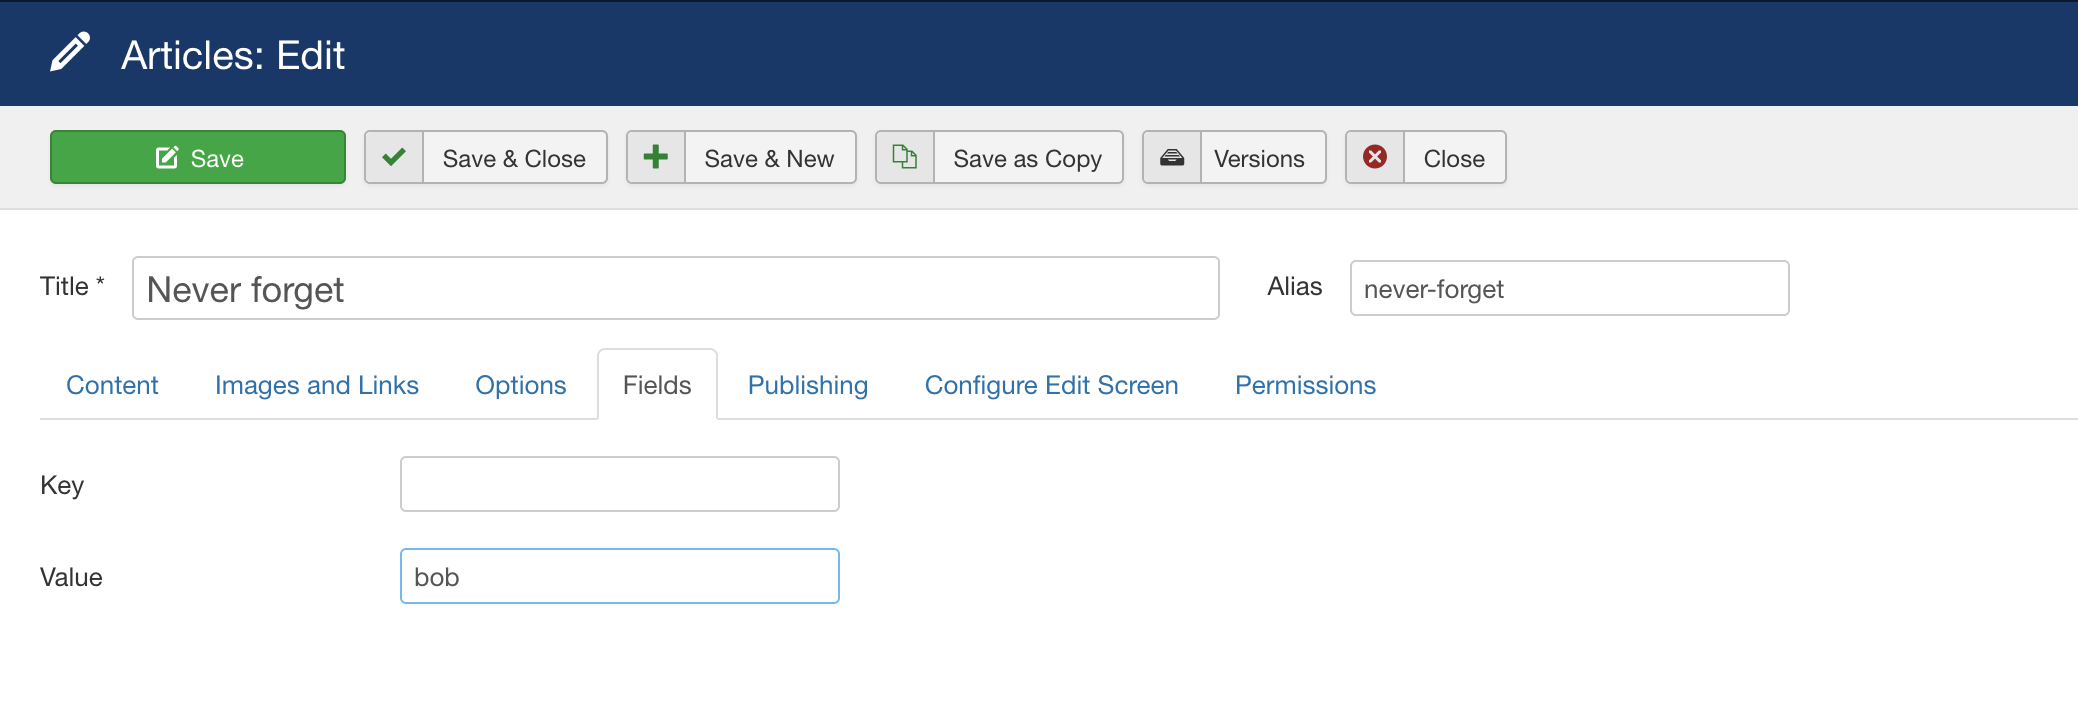 Articles: Edit
Save Save & Close Save & New Save as Copy Versions Close
Title * Never forget Alias never-forget
Content Images and Links Options Fields Publishing Configure Edit Screen Permissions
Key
Value bob